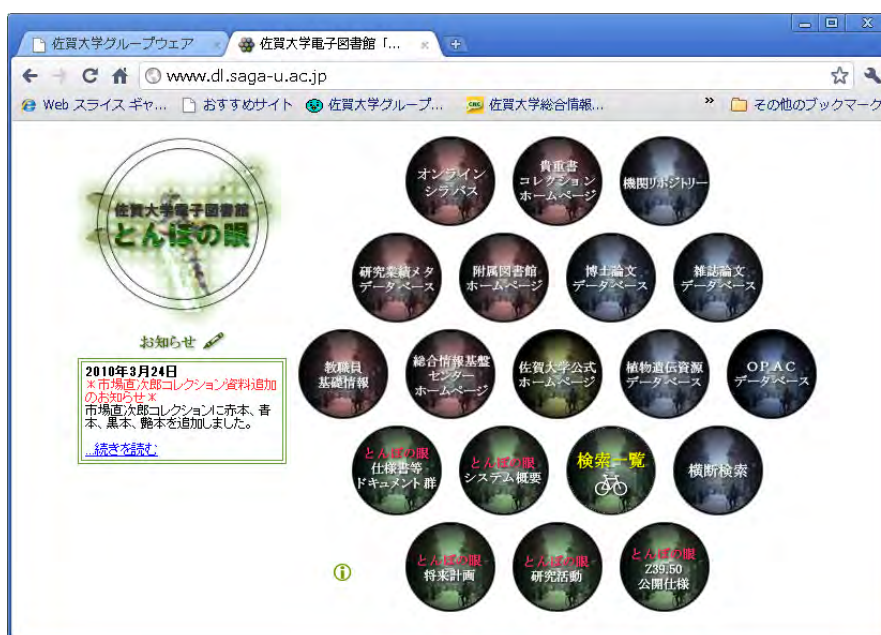 佐賀大学グループウェア
佐賀大学電子図書館「...
www.dl.saga-u.ac.jp
Web スライス ギャ...
おすすめサイト
佐賀大学グループ...
佐賀大学総合情報...
»
その他のブックマーク
佐賀大学電子図書館
とんぼの眼
お知らせ
2010年3月24日
＊市場直次郎コレクション資料追加
のお知らせ＊
市場直次郎コレクションに赤本、青
本、黒本、艶本を追加しました。
...続きを読む
オンライン
シラバス
貴重書
コレクション
ホームページ
機関リポジトリー
研究業績メタ
データベース
附属図書館
ホームページ
博士論文
データベース
雑誌論文
データベース
教職員
基礎情報
総合情報基盤
センター
ホームページ
佐賀大学公式
ホームページ
植物遺伝資源
データベース
OPAC
データベース
とんぼの眼
仕様書等
ドキュメント群
とんぼの眼
システム概要
検索一覧
横断検索
とんぼの眼
将来計画
とんぼの眼
研究活動
とんぼの眼
Z39.50
公開仕様